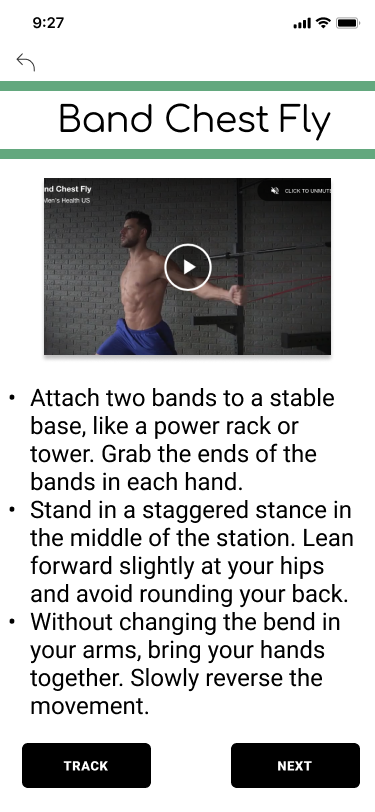 9:27
Band Chest Fly
nd Chest Fly
CLICK TO UNMUTE
Men's Health US
• Attach two bands to a stable
base, like a power rack or
tower. Grab the ends of the
bands in each hand.
• Stand in a staggered stance in
the middle of the station. Lean
forward slightly at your hips
and avoid rounding your back.
• Without changing the bend in
your arms, bring your hands
together. Slowly reverse the
movement.
TRACK
NEXT